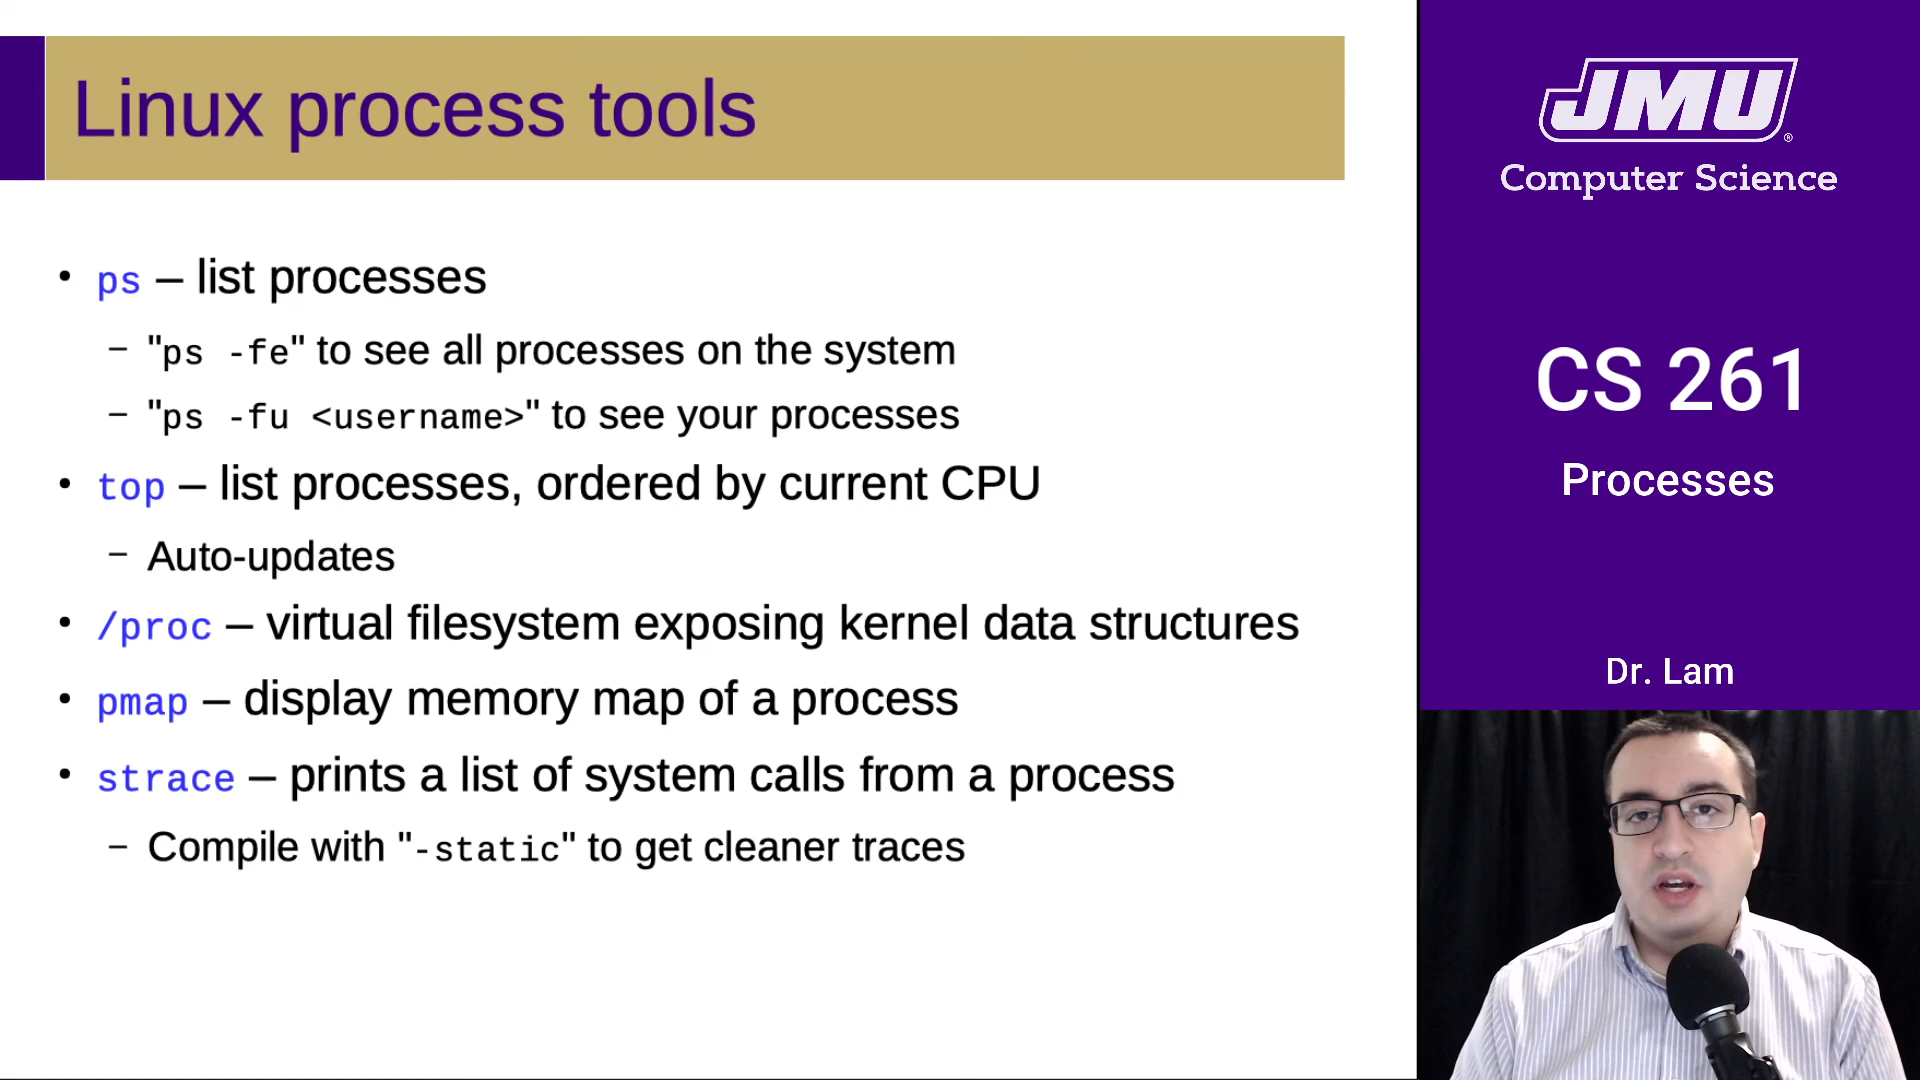 Linux process tools
• ps – list processes
– "ps -fe" to see all processes on the system
– "ps -fu <username>" to see your processes
• top – list processes, ordered by current CPU
– Auto-updates
• /proc – virtual filesystem exposing kernel data structures
• pmap – display memory map of a process
• strace – prints a list of system calls from a process
– Compile with "-static" to get cleaner traces
JMU®
Computer Science
CS 261
Processes
Dr. Lam